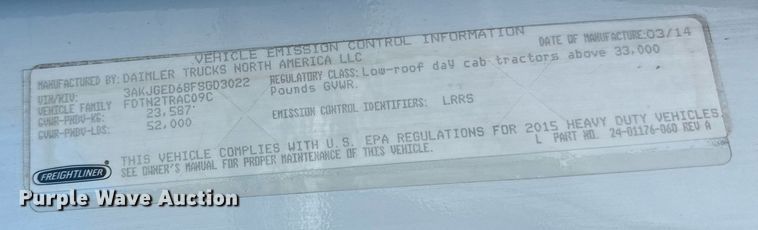 VEHICLE EMISSION CONTROL INFORMATION
MANUFACTURED BY: DAIMLER TRUCKS NORTH AMERICA LLC DATE OF MANUFACTURE: 03/14
VIN/NIV: 3AKJGED68FSGD3022 REGULATORY CLASS: Low-roof day cab tractors above 33,000
VEHICLE FAMILY FDTN2TRAC09C Pounds GVWR.
GVWR-PNBV-KG: 23,587
GVWR-PNBV-LBS: 52,000 EMISSION CONTROL IDENTIFIERS: LRRS
THIS VEHICLE COMPLIES WITH U.S. EPA REGULATIONS FOR 2015 HEAVY DUTY VEHICLES.
SEE OWNER'S MANUAL FOR PROPER MAINTENANCE OF THIS VEHICLE. L PART NO. 24-01176-060 REV A
FREIGHTLINER
Purple Wave Auction